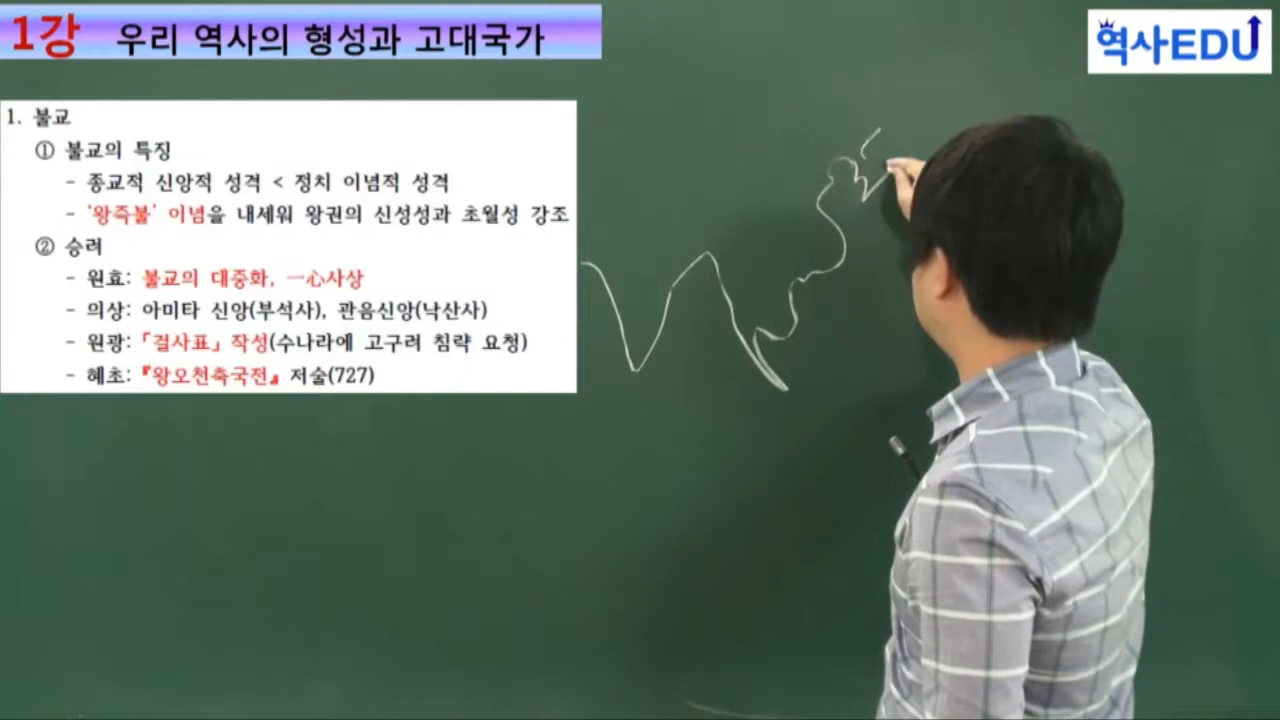 1강 우리 역사의 형성과 고대국가
역사EDU
1. 불교
① 불교의 특징
- 종교적 신앙적 성격 < 정치 이념적 성격
- '왕즉불' 이념을 내세워 왕권의 신성성과 초월성 강조
② 승려
- 원효: 불교의 대중화, 一心사상
- 의상: 아미타 신앙(부석사), 관음신앙(낙산사)
- 원광: 「걸사표」 작성(수나라에 고구려 침략 요청)
- 혜초: 『왕오천축국전』 저술(727)